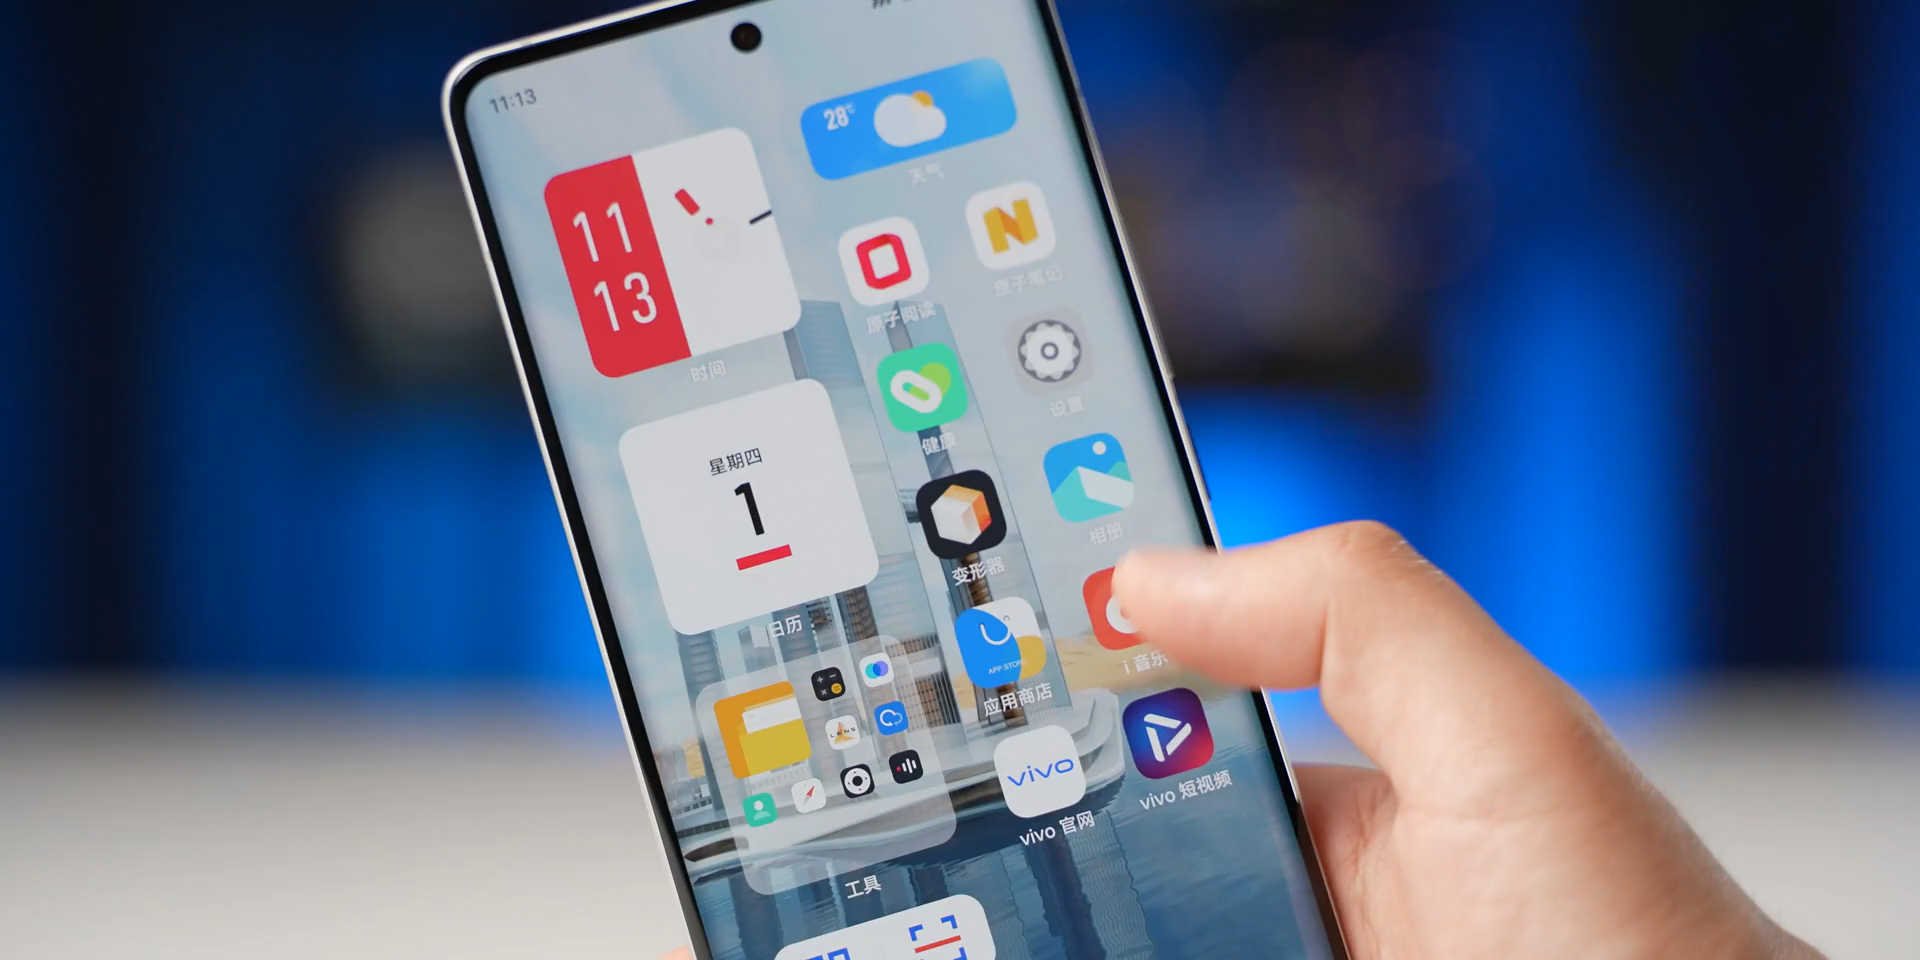 11:13
28°C
天气
11
13
时间
原子阅读
原子笔记
健康
设置
星期四
1
日历
变形器
相册
APP STORE
应用商店
i 音乐
LENS
工具
vivo
vivo 官网
vivo 短视频